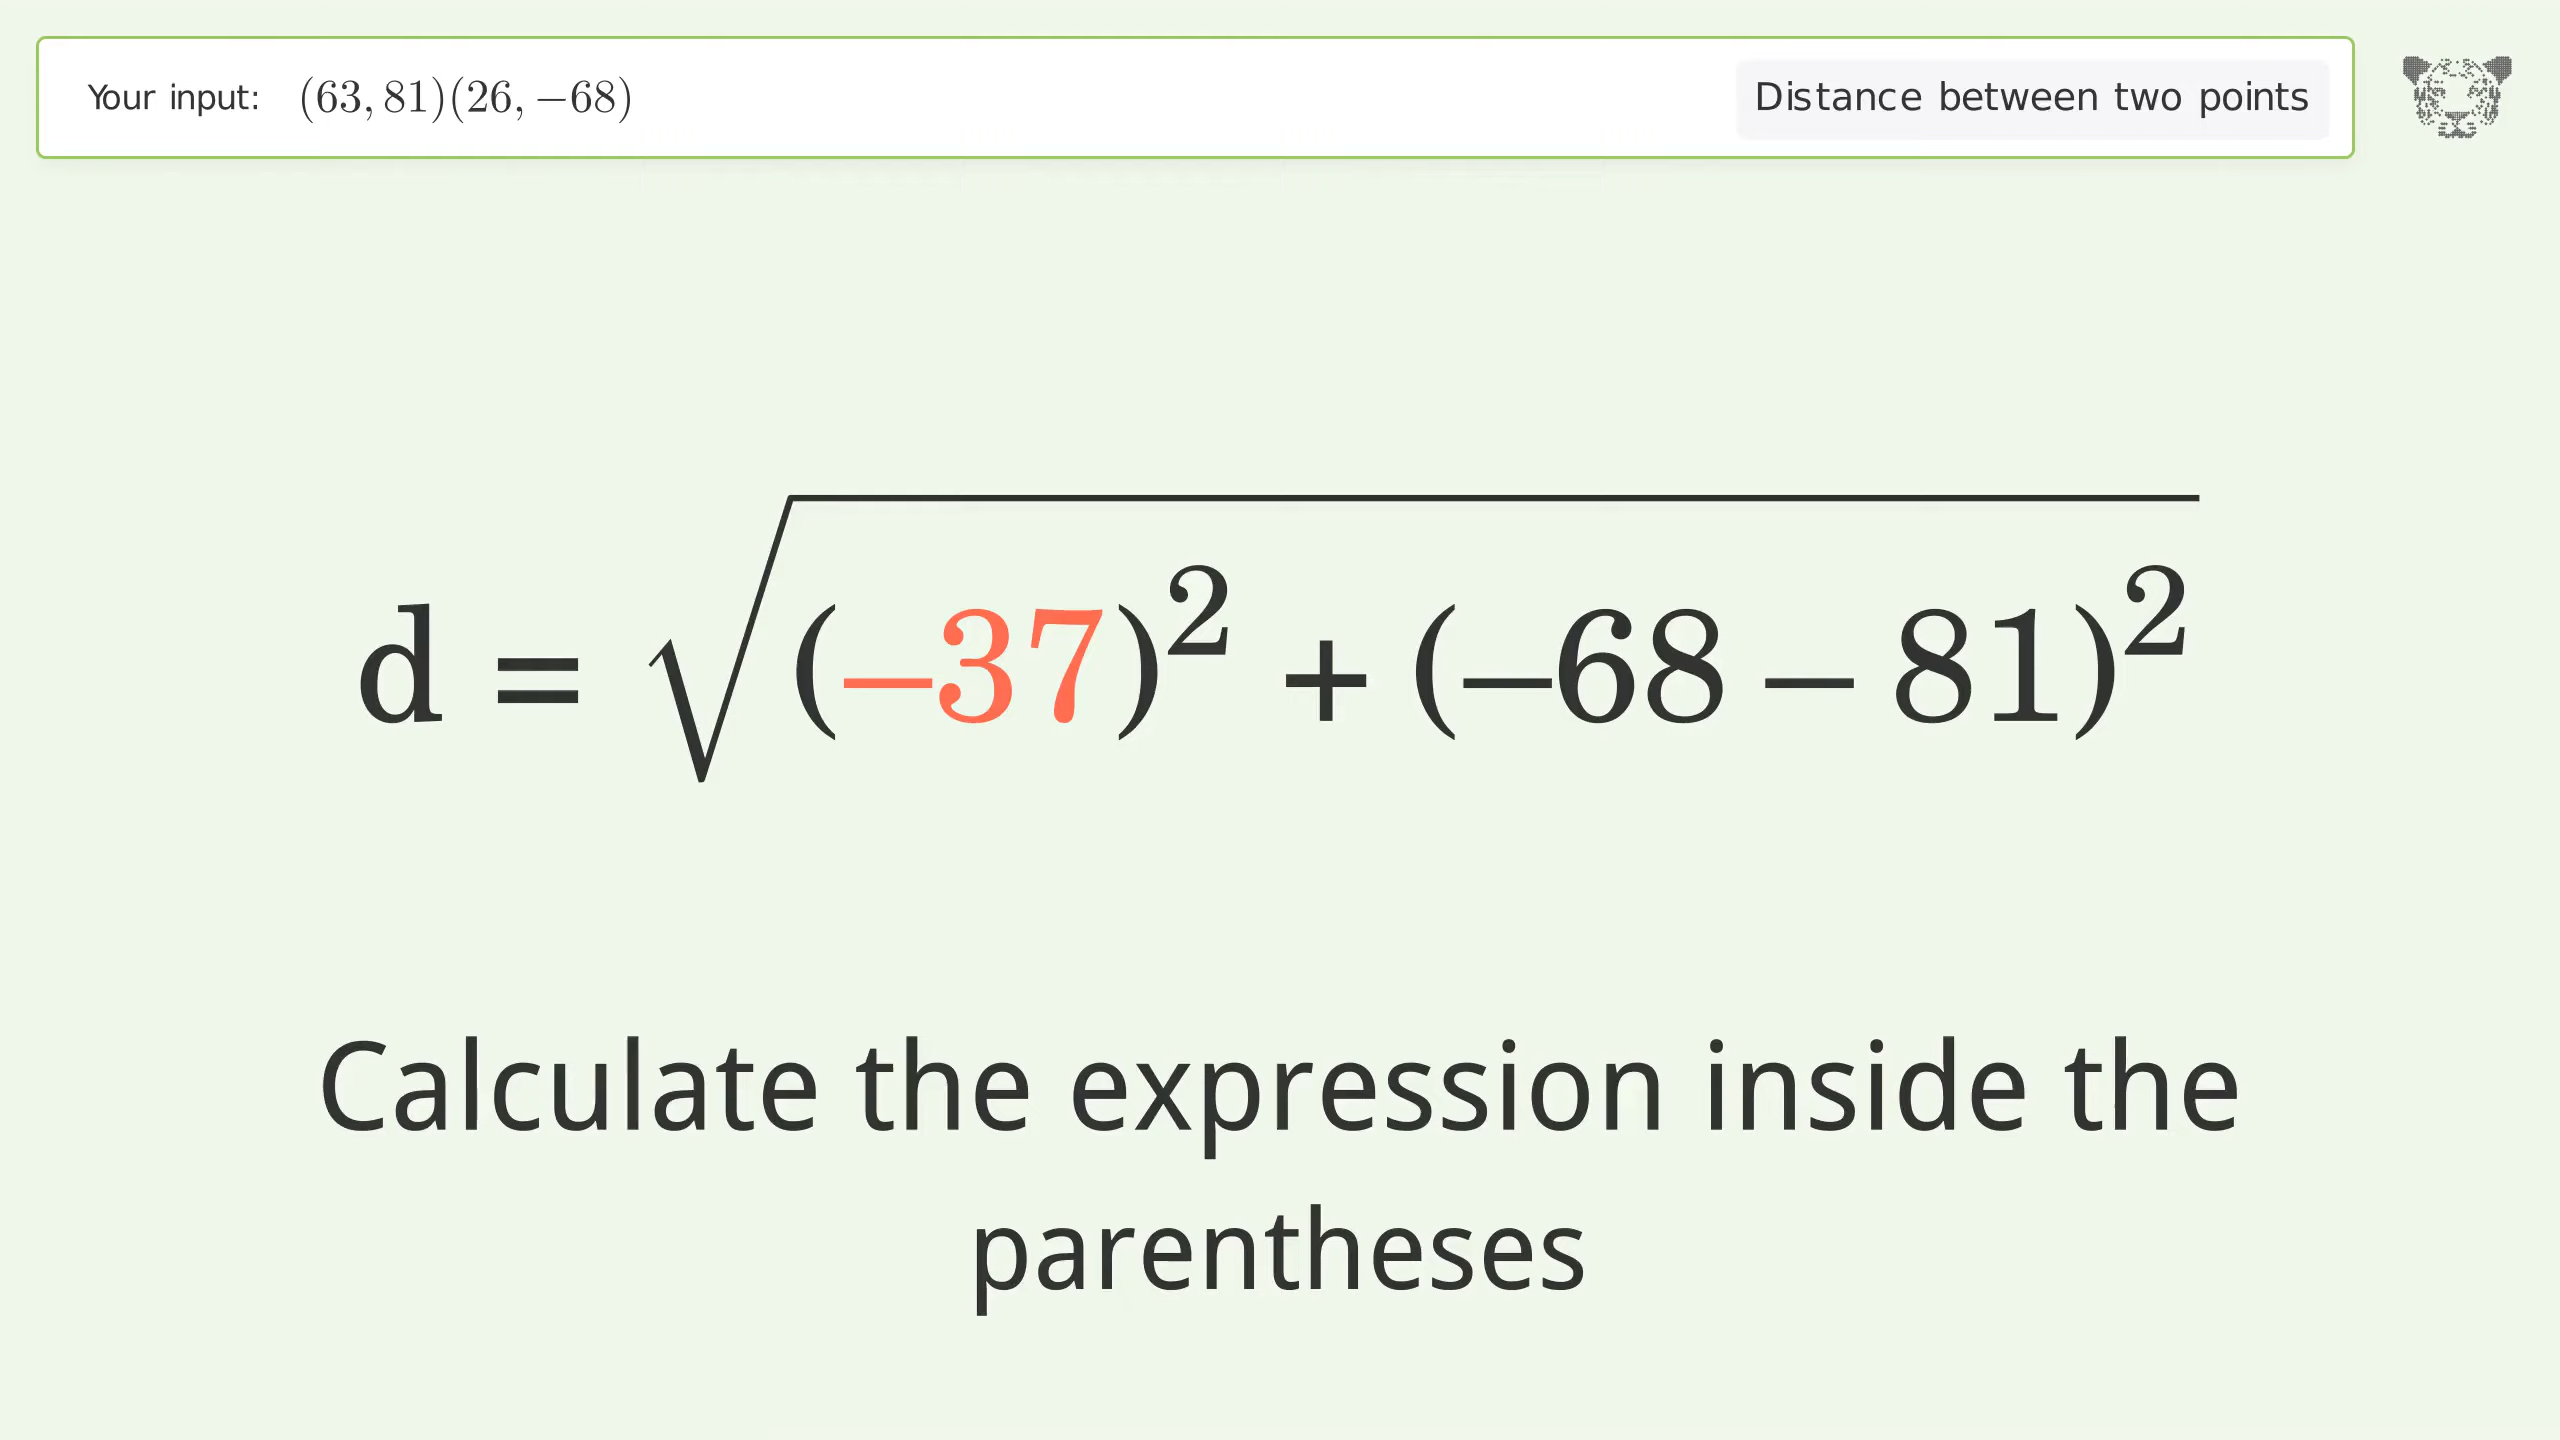 Your input: (63, 81)(26, −68)
Distance between two points
d = √(−37)² + (−68 − 81)²
Calculate the expression inside the
parentheses